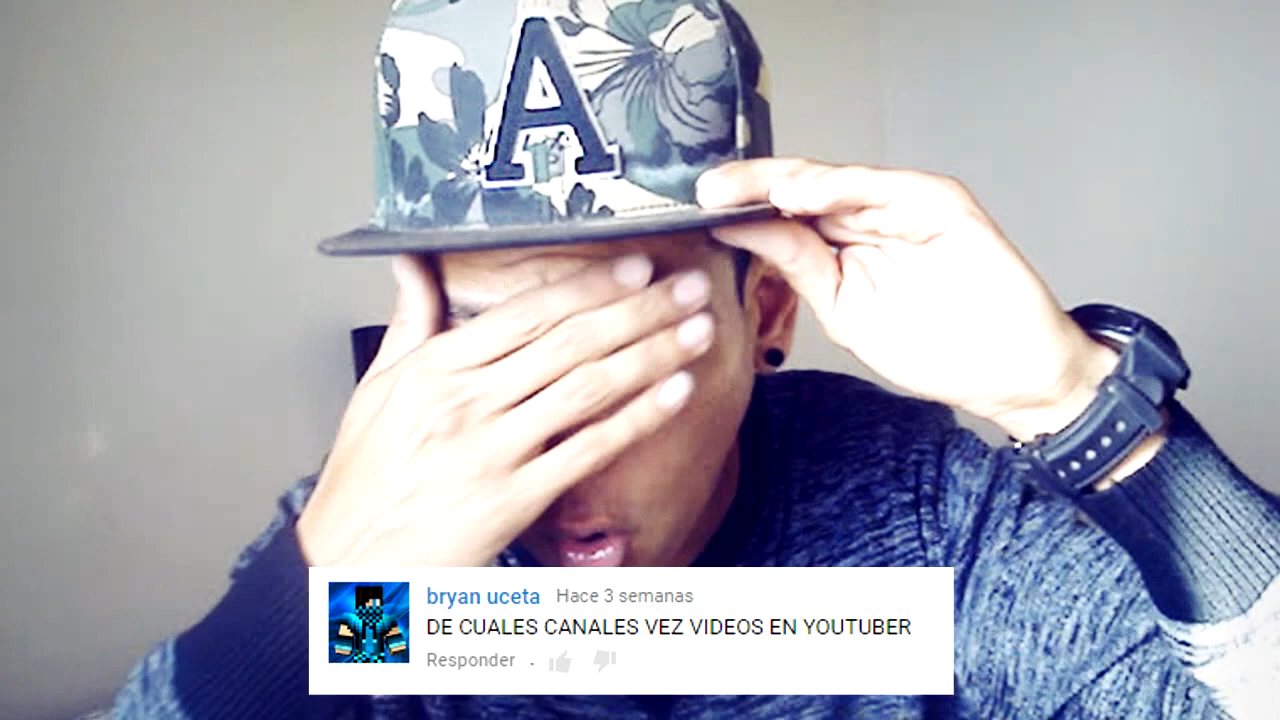 A
bryan uceta Hace 3 semanas
DE CUALES CANALES VEZ VIDEOS EN YOUTUBER
Responder .